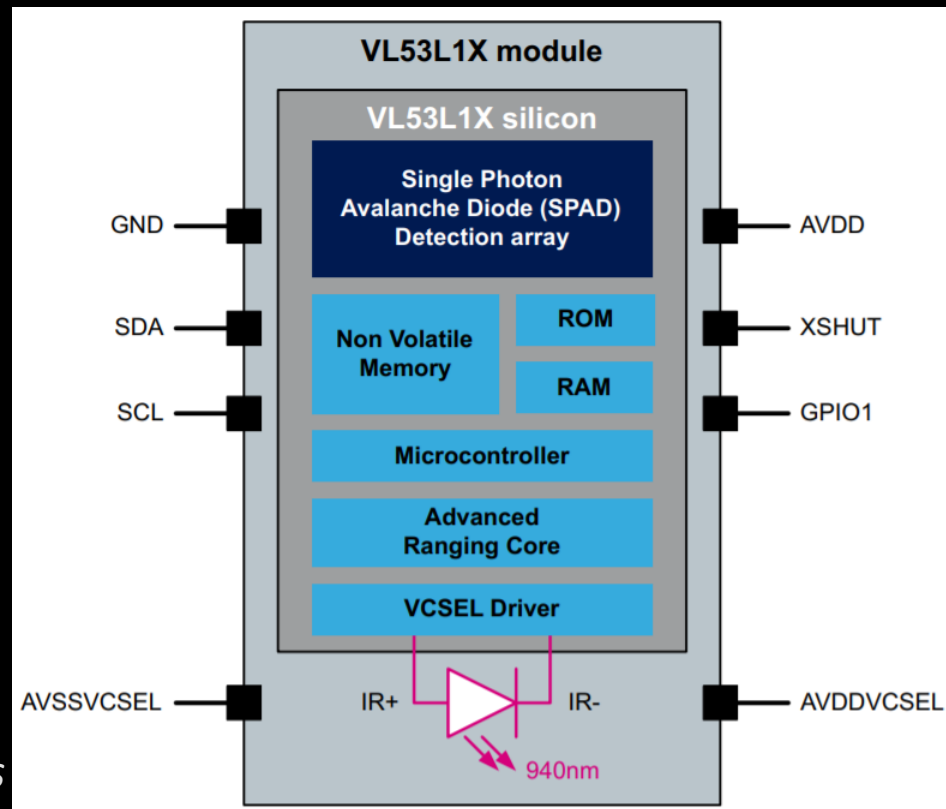 VL53L1X module
VL53L1X silicon
Single Photon
Avalanche Diode (SPAD)
Detection array
GND
AVDD
SDA
Non Volatile
Memory
ROM
XSHUT
RAM
SCL
GPIO1
Microcontroller
Advanced
Ranging Core
VCSEL Driver
AVSSVCSEL
IR+
IR-
AVDDVCSEL
940nm
s